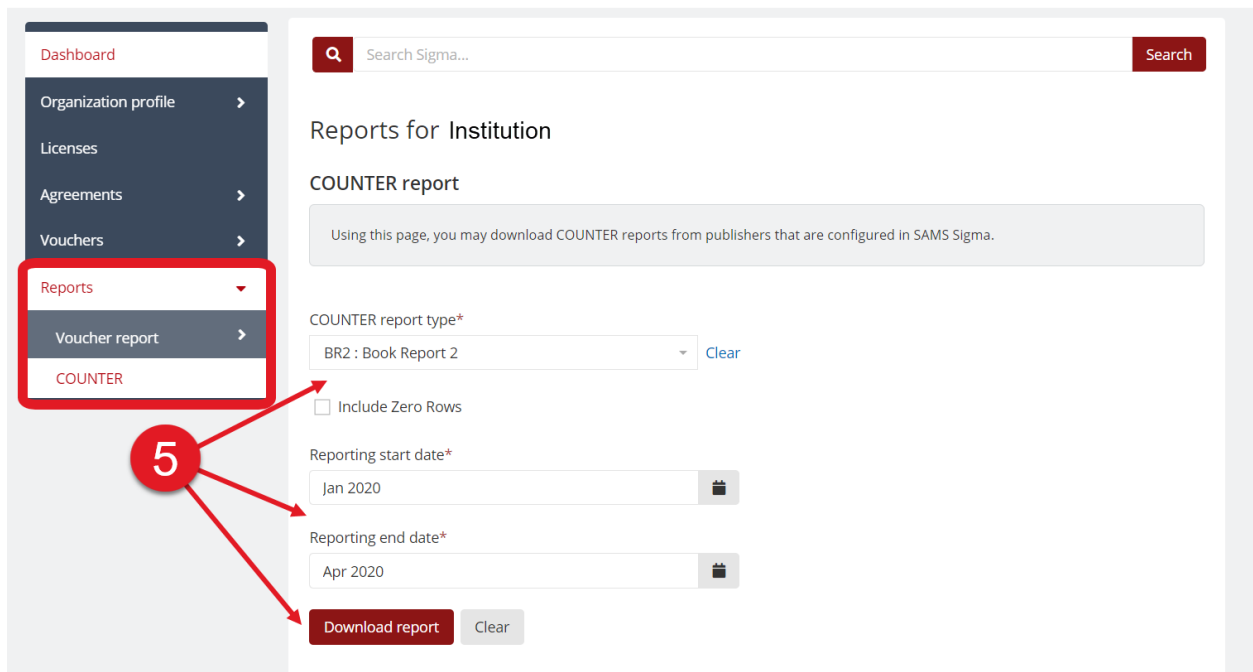 Dashboard
Organization profile
Licenses
Agreements
Vouchers
Reports
Voucher report
COUNTER
5
Search Sigma...
Search
Reports for Institution
COUNTER report
Using this page, you may download COUNTER reports from publishers that are configured in SAMS Sigma.
COUNTER report type*
BR2 : Book Report 2
Clear
Include Zero Rows
Reporting start date*
Jan 2020
Reporting end date*
Apr 2020
Download report
Clear